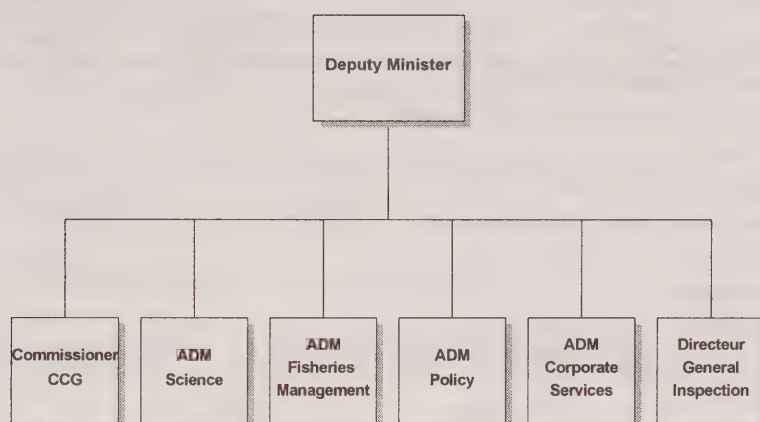 Deputy Minister
Commissioner
CCG
ADM
Science
ADM
Fisheries
Management
ADM
Policy
ADM
Corporate
Services
Directeur
General
Inspection